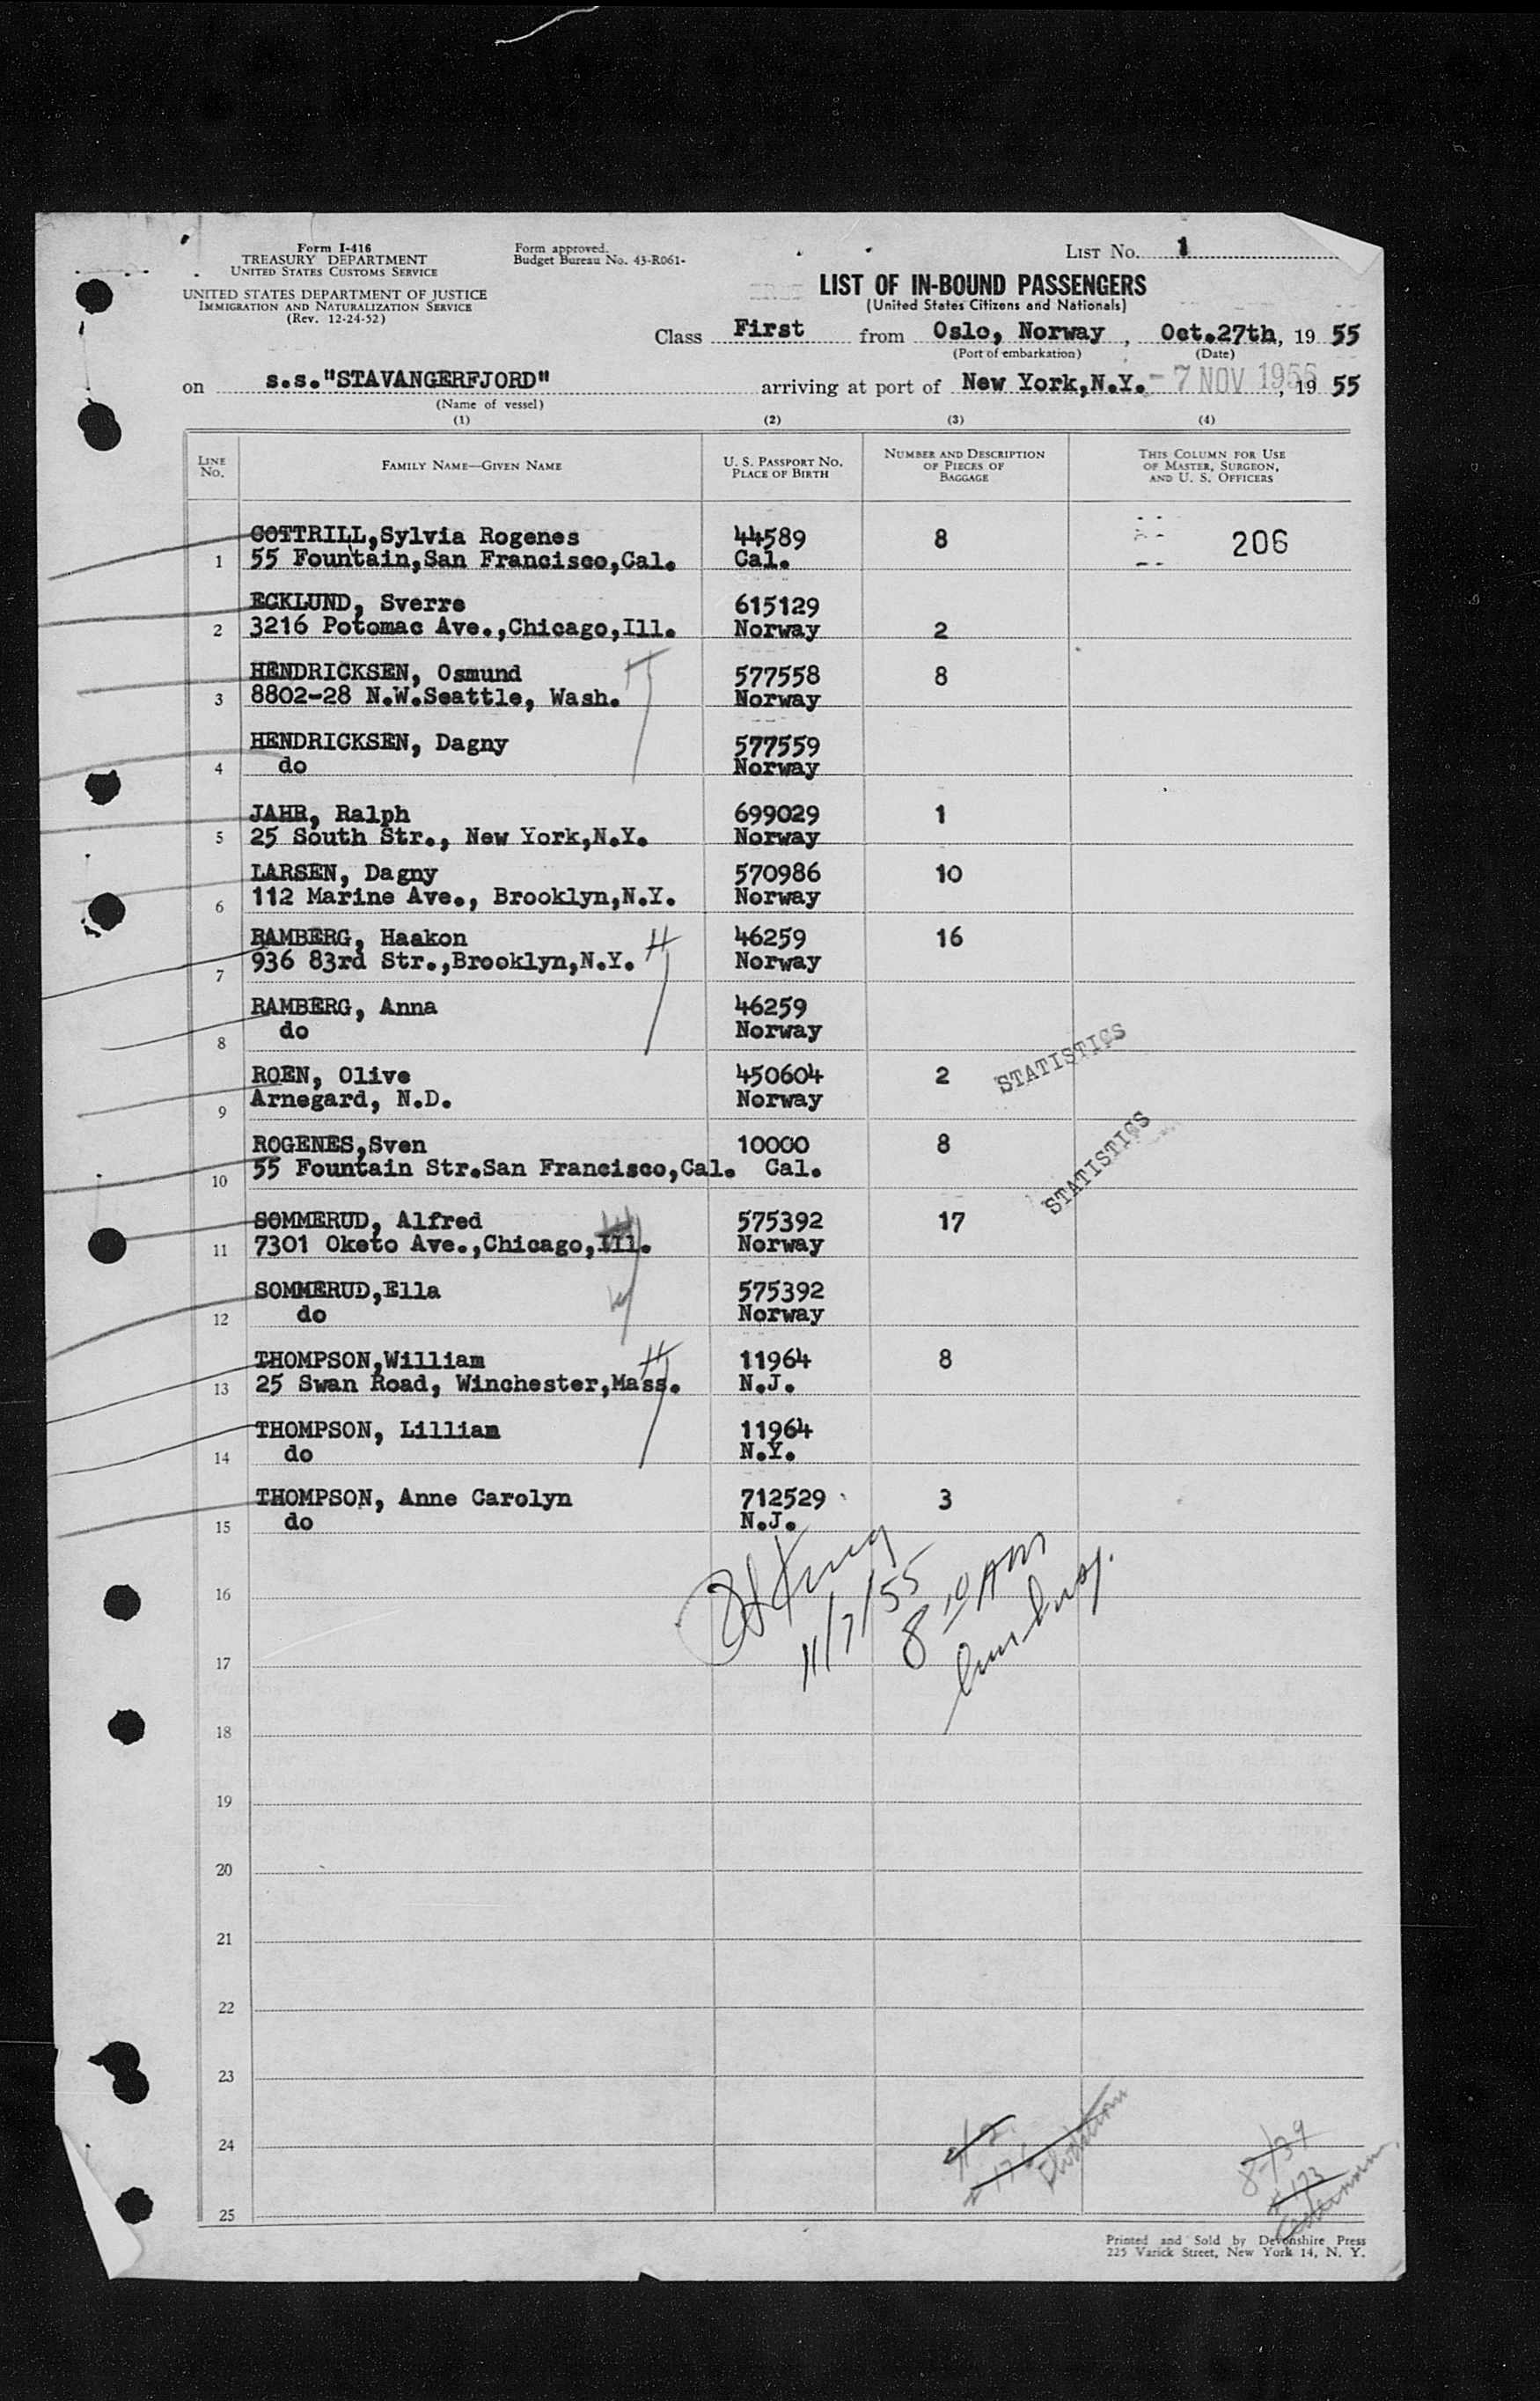 Form I-416
TREASURY DEPARTMENT
UNITED STATES CUSTOMS SERVICE
UNITED STATES DEPARTMENT OF JUSTICE
IMMIGRATION AND NATURALIZATION SERVICE
(Rev. 12-24-52)
Form approved.
Budget Bureau No. 43-R061-
LIST No. 1
LIST OF IN-BOUND PASSENGERS
(United States Citizens and Nationals)
Class First from Oslo, Norway, Oct.27th, 19 55
(Port of embarkation) (Date)
on s.s."STAVANGERFJORD" arriving at port of New York,N.Y. - 7 NOV 1955, 19 55
(Name of vessel)
(1) (2) (3) (4)
LINE No. FAMILY NAME—GIVEN NAME U. S. PASSPORT NO. PLACE OF BIRTH NUMBER AND DESCRIPTION OF PIECES OF BAGGAGE THIS COLUMN FOR USE OF MASTER, SURGEON, AND U. S. OFFICERS
COTTRILL,Sylvia Rogenes 44589 8 206
1 55 Fountain,San Francisco,Cal. Cal.
ECKLUND, Sverre 615129
2 3216 Potomac Ave.,Chicago,Ill. Norway 2
HENDRICKSEN, Osmund 577558 8
3 8802-28 N.W.Seattle, Wash. Norway
HENDRICKSEN, Dagny 577559
4 do Norway
JAHR, Ralph 699029 1
5 25 South Str., New York,N.Y. Norway
LARSEN, Dagny 570986 10
6 112 Marine Ave., Brooklyn,N.Y. Norway
RAMBERG, Haakon 46259 16
7 936 83rd Str.,Brooklyn,N.Y. Norway
RAMBERG, Anna 46259
8 do Norway
STATISTICS
ROEN, Olive 450604 2
9 Arnegard, N.D. Norway
ROGENES,Sven 10000 8
10 55 Fountain Str.San Francisco,Cal. Cal.
STATISTICS
SOMMERUD, Alfred 575392 17
11 7301 Oketo Ave.,Chicago,Ill. Norway
SOMMERUD,Ella 575392
12 do Norway
THOMPSON,William 11964 8
13 25 Swan Road, Winchester,Mass. N.J.
THOMPSON, Lillian 11964
14 do N.Y.
THOMPSON, Anne Carolyn 712529 3
15 do N.J.
King
11/7/55
8 10 AM
16
17
18
19
20
21
22
23
24
25
Printed and Sold by Devonshire Press
225 Varick Street, New York 14, N. Y.